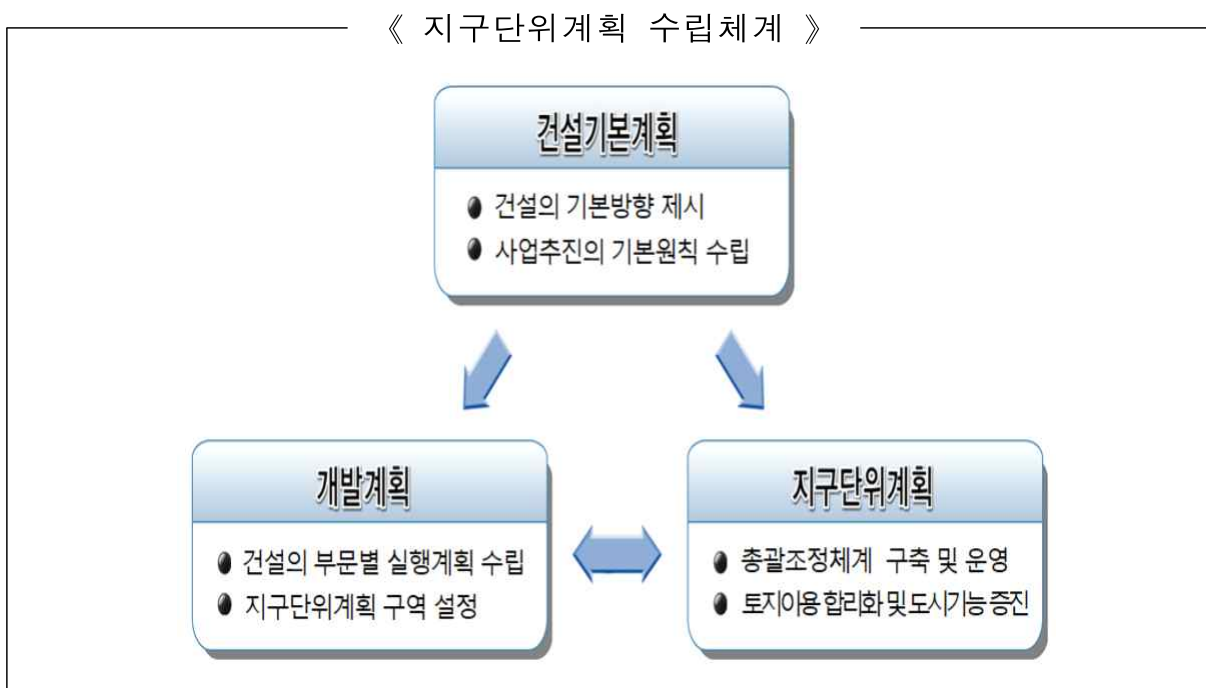 《 지구단위계획 수립체계 》
건설기본계획
● 건설의 기본방향 제시
● 사업추진의 기본원칙 수립
개발계획
● 건설의 부문별 실행계획 수립
● 지구단위계획 구역 설정
지구단위계획
● 총괄조정체계 구축 및 운영
● 토지이용 합리화 및 도시기능 증진